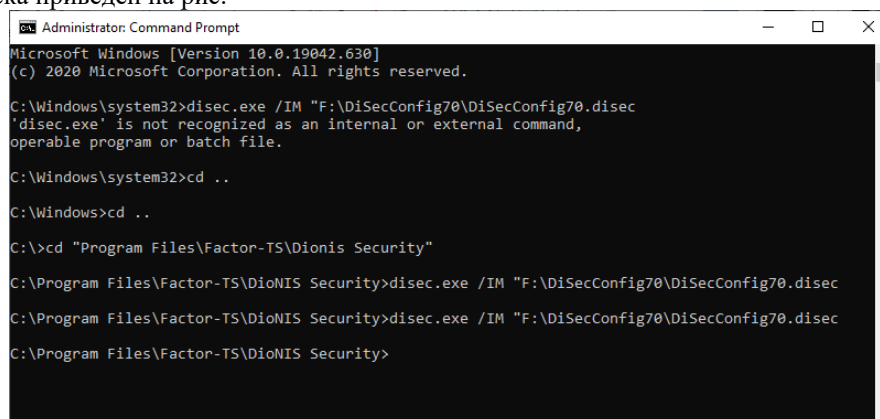 приведен на рис.
Administrator: Command Prompt
Microsoft Windows [Version 10.0.19042.630]
(c) 2020 Microsoft Corporation. All rights reserved.
C:\Windows\system32>disec.exe /IM "F:\DiSecConfig70\DiSecConfig70.disec
'disec.exe' is not recognized as an internal or external command,
operable program or batch file.
C:\Windows\system32>cd ..
C:\Windows>cd ..
C:\>cd "Program Files\Factor-TS\Dionis Security"
C:\Program Files\Factor-TS\DioNIS Security>disec.exe /IM "F:\DiSecConfig70\DiSecConfig70.disec
C:\Program Files\Factor-TS\DioNIS Security>disec.exe /IM "F:\DiSecConfig70\DiSecConfig70.disec
C:\Program Files\Factor-TS\DioNIS Security>